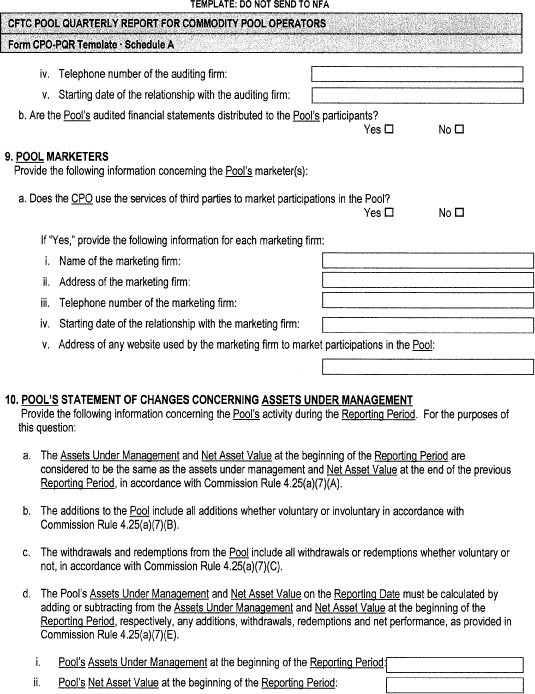 TEMPLATE: DO NOT SEND TO NFA
CFTC POOL QUARTERLY REPORT FOR COMMODITY POOL OPERATORS
Form CPO-PQR Template · Schedule A
iv. Telephone number of the auditing firm:
v. Starting date of the relationship with the auditing firm:
b. Are the Pool's audited financial statements distributed to the Pool's participants?
Yes ☐ No ☐
9. POOL MARKETERS
Provide the following information concerning the Pool's marketer(s):
a. Does the CPO use the services of third parties to market participations in the Pool?
Yes ☐ No ☐
If "Yes," provide the following information for each marketing firm:
i. Name of the marketing firm:
ii. Address of the marketing firm:
iii. Telephone number of the marketing firm:
iv. Starting date of the relationship with the marketing firm:
v. Address of any website used by the marketing firm to market participations in the Pool:
10. POOL'S STATEMENT OF CHANGES CONCERNING ASSETS UNDER MANAGEMENT
Provide the following information concerning the Pool's activity during the Reporting Period. For the purposes of
this question:
a. The Assets Under Management and Net Asset Value at the beginning of the Reporting Period are
considered to be the same as the assets under management and Net Asset Value at the end of the previous
Reporting Period, in accordance with Commission Rule 4.25(a)(7)(A).
b. The additions to the Pool include all additions whether voluntary or involuntary in accordance with
Commission Rule 4.25(a)(7)(B).
c. The withdrawals and redemptions from the Pool include all withdrawals or redemptions whether voluntary or
not, in accordance with Commission Rule 4.25(a)(7)(C).
d. The Pool's Assets Under Management and Net Asset Value on the Reporting Date must be calculated by
adding or subtracting from the Assets Under Management and Net Asset Value at the beginning of the
Reporting Period, respectively, any additions, withdrawals, redemptions and net performance, as provided in
Commission Rule 4.25(a)(7)(E).
i. Pool's Assets Under Management at the beginning of the Reporting Period:
ii. Pool's Net Asset Value at the beginning of the Reporting Period: